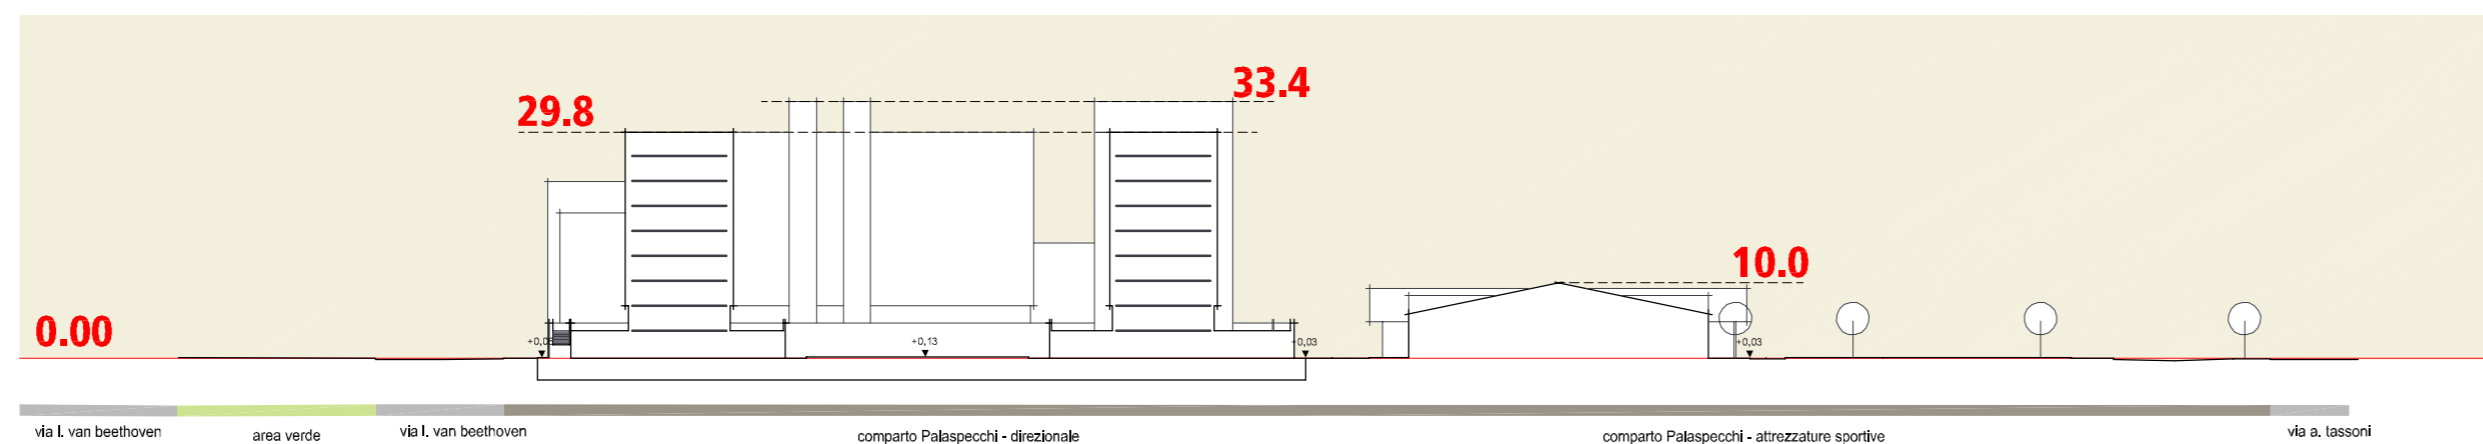 33.4
29.8
10.0
0.00
+0,13
+0,03
+0,03
via l. van beethoven
area verde
via l. van beethoven
comparto Palaspecchi - direzionale
comparto Palaspecchi - attrezzature sportive
via a. tassoni